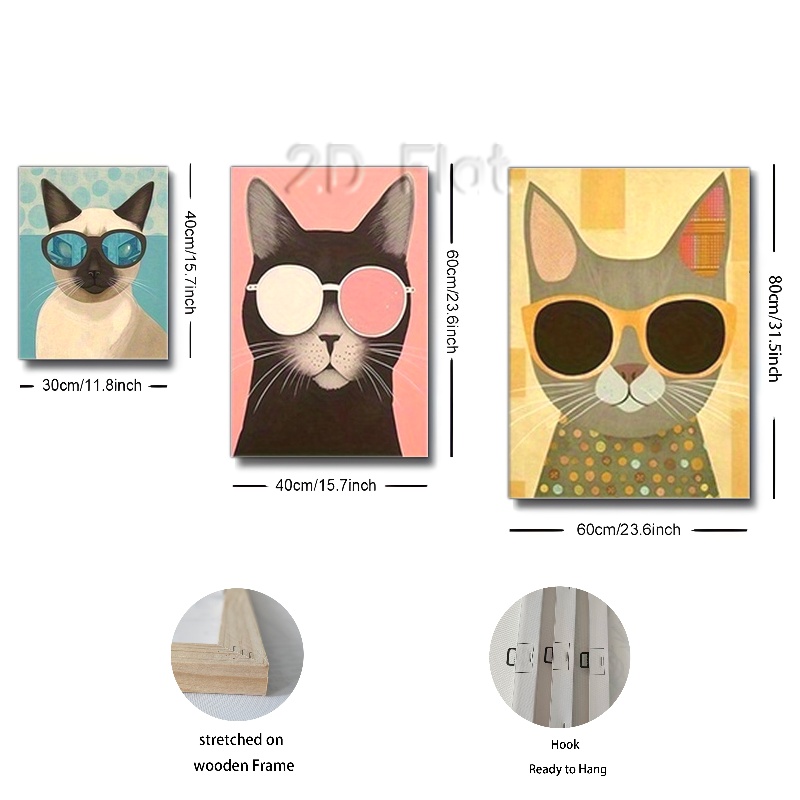 2D Flat
40cm/15.7inch
30cm/11.8inch
60cm/23.6inch
40cm/15.7inch
80cm/31.5inch
60cm/23.6inch
stretched on
wooden Frame
Hook
Ready to Hang